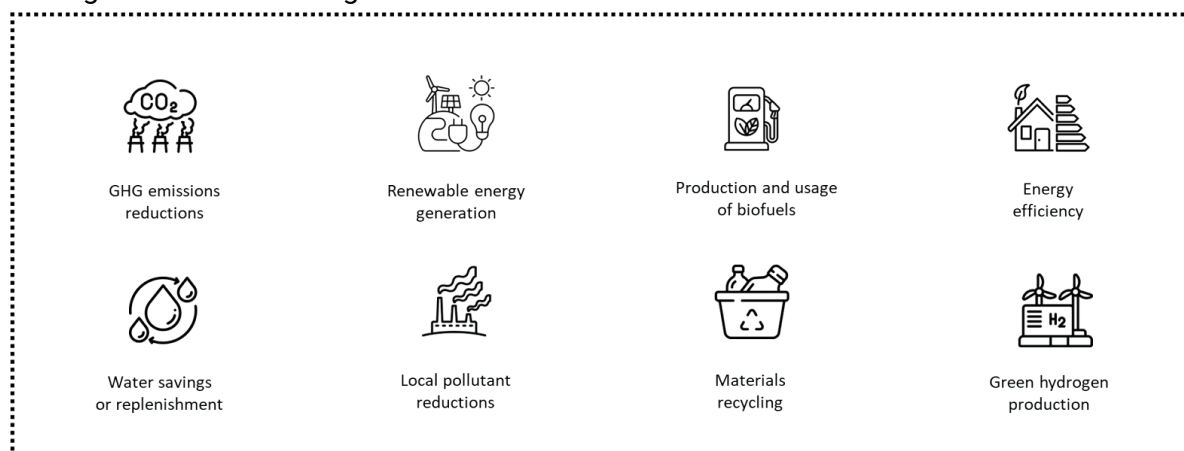 CO₂
GHG emissions
reductions
Renewable energy
generation
Production and usage
of biofuels
Energy
efficiency
Water savings
or replenishment
Local pollutant
reductions
Materials
recycling
H₂
Green hydrogen
production